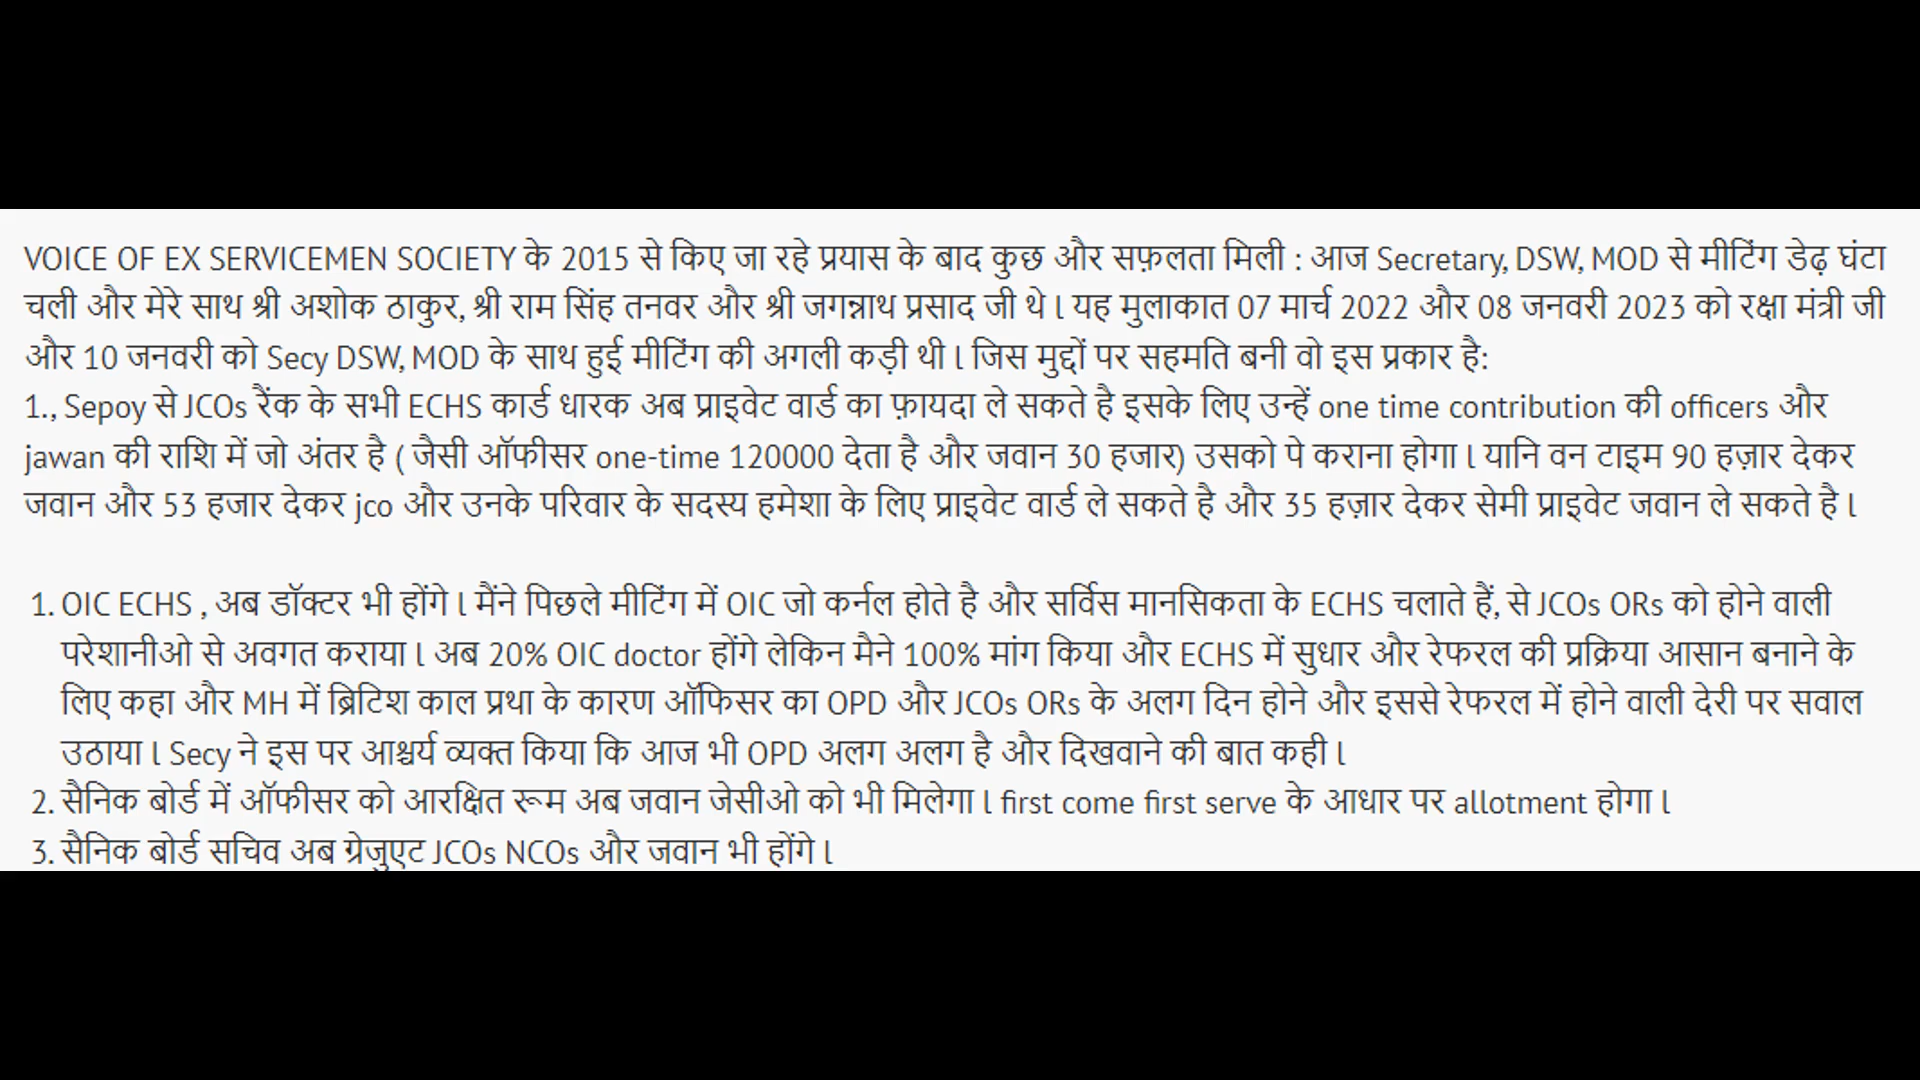 VOICE OF EX SERVICEMEN SOCIETY के 2015 से किए जा रहे प्रयास के बाद कुछ और सफ़लता मिली : आज Secretary, DSW, MOD से मीटिंग डेढ़ घंटा
चली और मेरे साथ श्री अशोक ठाकुर, श्री राम सिंह तनवर और श्री जगन्नाथ प्रसाद जी थे l यह मुलाकात 07 मार्च 2022 और 08 जनवरी 2023 को रक्षा मंत्री जी
और 10 जनवरी को Secy DSW, MOD के साथ हुई मीटिंग की अगली कड़ी थी l जिस मुद्दों पर सहमति बनी वो इस प्रकार है:
1., Sepoy से JCOs रैंक के सभी ECHS कार्ड धारक अब प्राइवेट वार्ड का फ़ायदा ले सकते है इसके लिए उन्हें one time contribution की officers और
jawan की राशि में जो अंतर है ( जैसी ऑफीसर one-time 120000 देता है और जवान 30 हजार) उसको पे कराना होगा l यानि वन टाइम 90 हज़ार देकर
जवान और 53 हजार देकर jco और उनके परिवार के सदस्य हमेशा के लिए प्राइवेट वार्ड ले सकते है और 35 हज़ार देकर सेमी प्राइवेट जवान ले सकते है l
1. OIC ECHS , अब डॉक्टर भी होंगे l मैंने पिछले मीटिंग में OIC जो कर्नल होते है और सर्विस मानसिकता के ECHS चलाते हैं, से JCOs ORs को होने वाली
परेशानीओ से अवगत कराया l अब 20% OIC doctor होंगे लेकिन मैने 100% मांग किया और ECHS में सुधार और रेफरल की प्रक्रिया आसान बनाने के
लिए कहा और MH में ब्रिटिश काल प्रथा के कारण ऑफिसर का OPD और JCOs ORs के अलग दिन होने और इससे रेफरल में होने वाली देरी पर सवाल
उठाया l Secy ने इस पर आश्चर्य व्यक्त किया कि आज भी OPD अलग अलग है और दिखवाने की बात कही l
2. सैनिक बोर्ड में ऑफीसर को आरक्षित रूम अब जवान जेसीओ को भी मिलेगा l first come first serve के आधार पर allotment होगा l
3. सैनिक बोर्ड सचिव अब ग्रेजुएट JCOs NCOs और जवान भी होंगे l